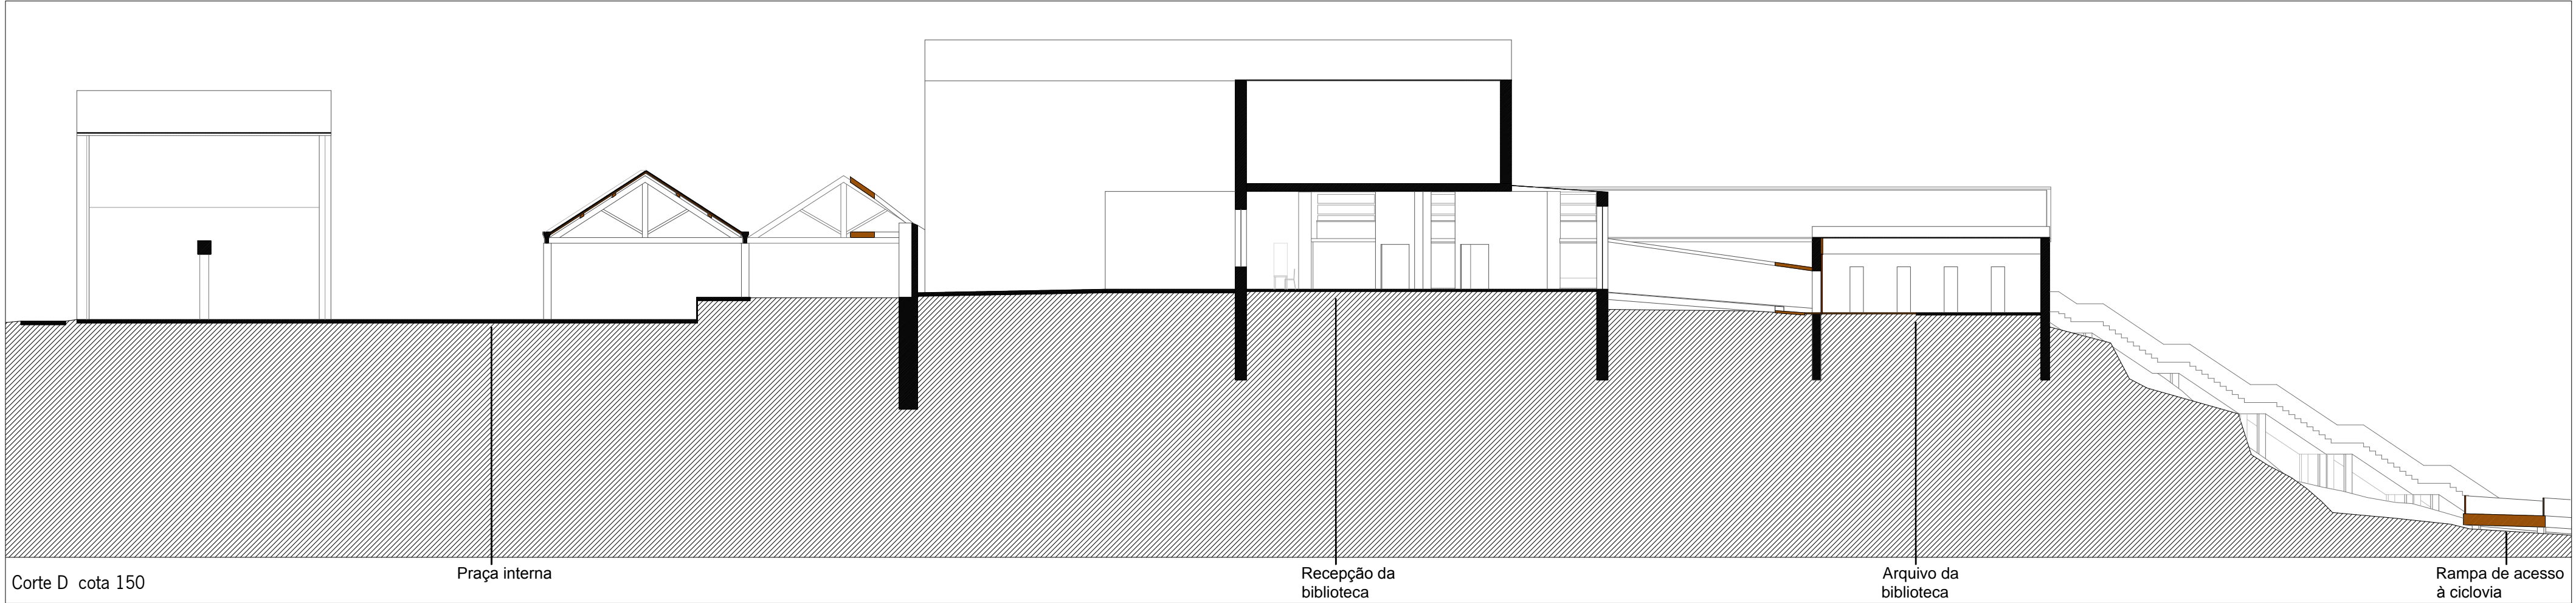 Corte D cota 150
Praça interna
Recepção da
biblioteca
Arquivo da
biblioteca
Rampa de acesso
à ciclovia